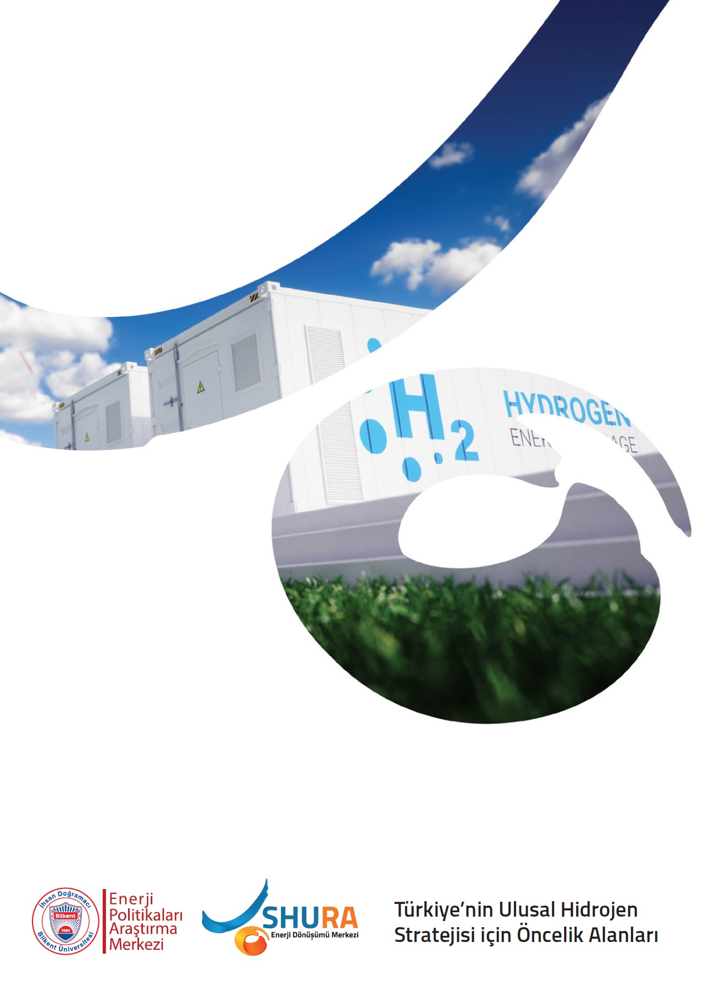 H2
HYDROGEN
İhsan Doğramacı
Bilkent
1984
Bilkent Üniversitesi
Enerji
Politikaları
Araştırma
Merkezi
SHURA
Enerji Dönüşümü Merkezi
Türkiye’nin Ulusal Hidrojen
Stratejisi için Öncelik Alanları